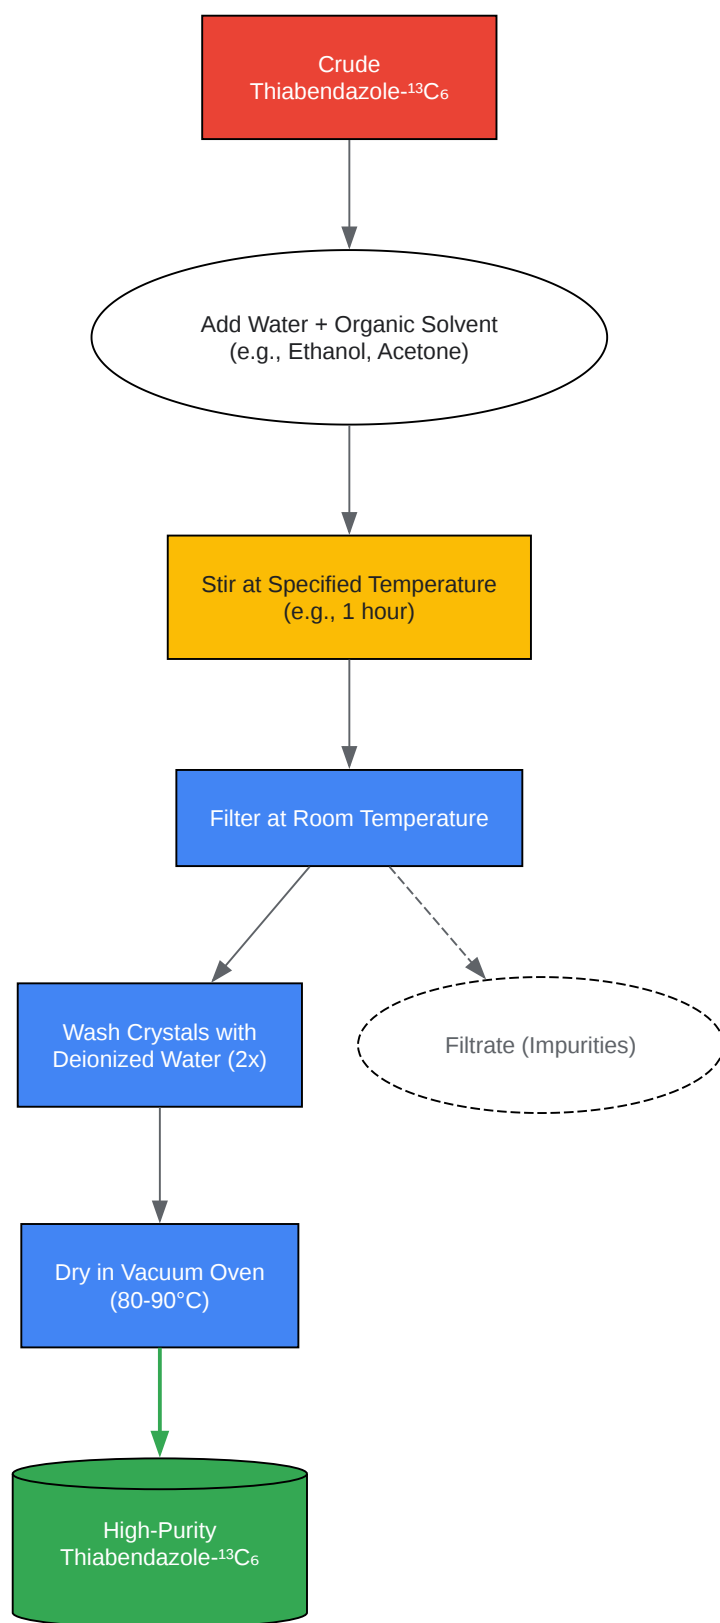 Crude
Thiabendazole-¹³C₆
Add Water + Organic Solvent
(e.g., Ethanol, Acetone)
Stir at Specified Temperature
(e.g., 1 hour)
Filter at Room Temperature
Wash Crystals with
Deionized Water (2x)
Filtrate (Impurities)
Dry in Vacuum Oven
(80-90°C)
High-Purity
Thiabendazole-¹³C₆